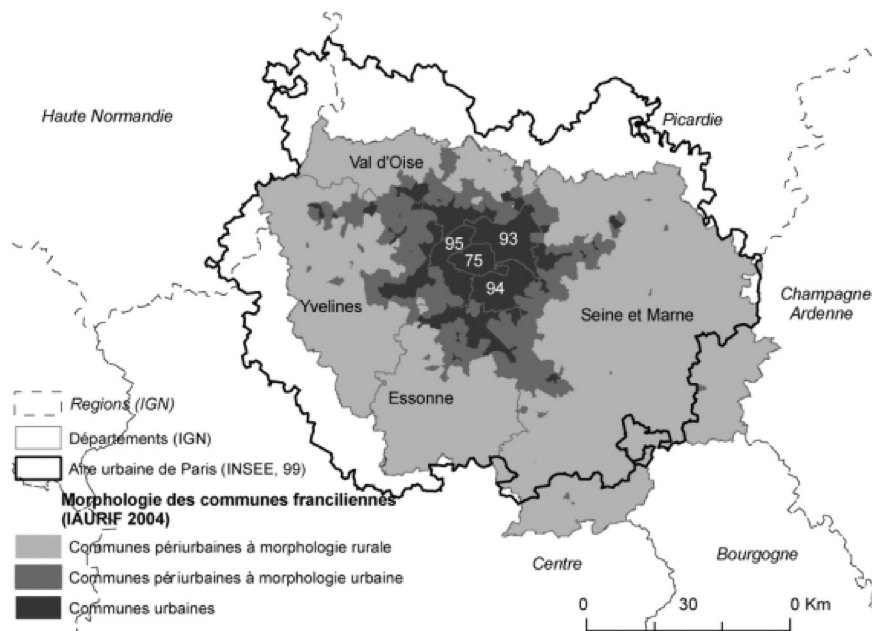 Haute Normandie
Picardie
Val d'Oise
95
93
75
94
Champagne
Ardenne
Yvelines
Seine et Marne
Essonne
Regions (IGN)
Départements (IGN)
Aire urbaine de Paris (INSEE, 99)
Morphologie des communes franciliennes
(IAURIF 2004)
Communes périurbaines à morphologie rurale
Communes périurbaines à morphologie urbaine
Communes urbaines
Centre
Bourgogne
0 30 0 Km